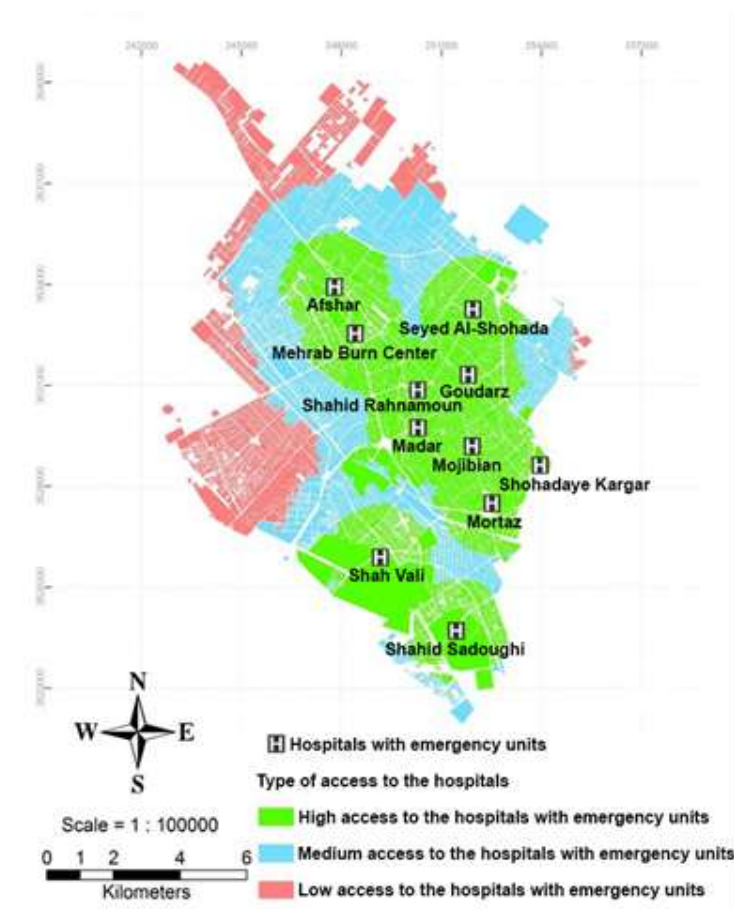 Afshar
Seyed Al-Shohada
Mehrab Burn Center
Goudarz
Shahid Rahnamoun
Madar
Mojibian
Shohadaye Kargar
Mortaz
Shah Vali
Shahid Sadoughi
N
W E
S
Hospitals with emergency units
Type of access to the hospitals
Scale = 1 : 100000
High access to the hospitals with emergency units
0 1 2 4 6
Medium access to the hospitals with emergency units
Kilometers
Low access to the hospitals with emergency units